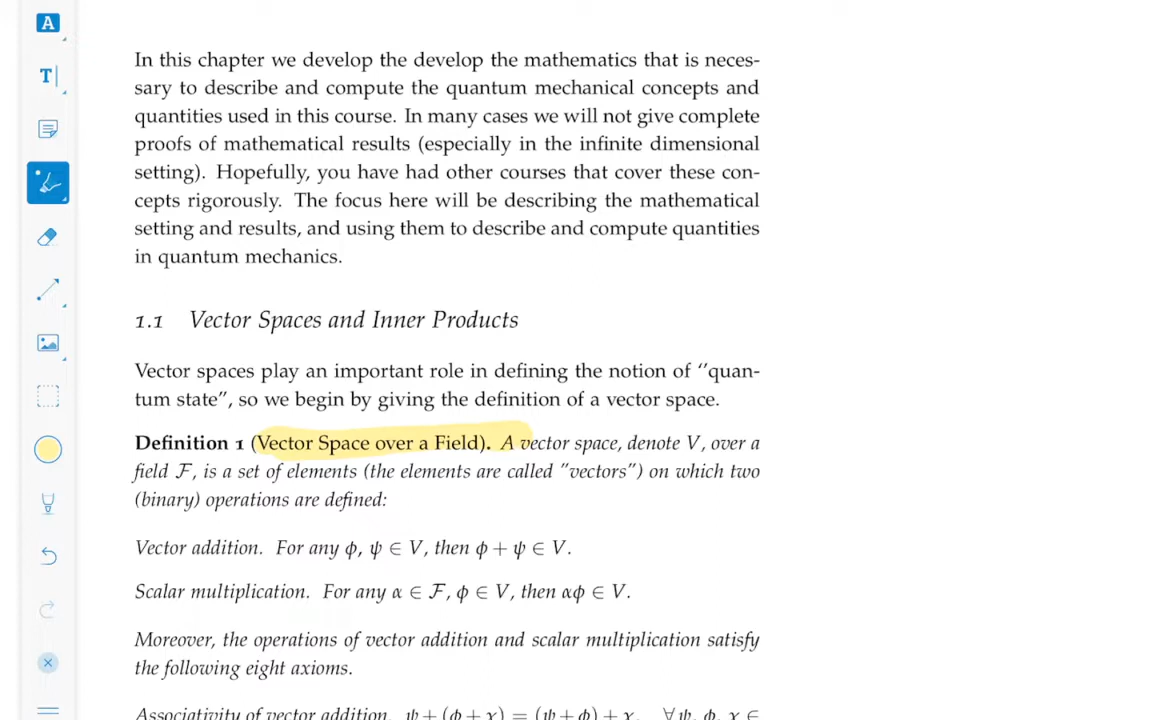 A
T|
In this chapter we develop the develop the mathematics that is neces-
sary to describe and compute the quantum mechanical concepts and
quantities used in this course. In many cases we will not give complete
proofs of mathematical results (especially in the infinite dimensional
setting). Hopefully, you have had other courses that cover these con-
cepts rigorously. The focus here will be describing the mathematical
setting and results, and using them to describe and compute quantities
in quantum mechanics.
1.1 Vector Spaces and Inner Products
Vector spaces play an important role in defining the notion of ‘‘quan-
tum state”, so we begin by giving the definition of a vector space.
Definition 1 (Vector Space over a Field). A vector space, denote V, over a
field ℱ, is a set of elements (the elements are called ”vectors”) on which two
(binary) operations are defined:
Vector addition. For any ϕ, ψ ∈ V, then ϕ + ψ ∈ V.
Scalar multiplication. For any α ∈ ℱ, ϕ ∈ V, then αϕ ∈ V.
Moreover, the operations of vector addition and scalar multiplication satisfy
the following eight axioms.
Associativity of vector addition. ψ + (ϕ + χ) = (ψ + ϕ) + χ, ∀ ψ, ϕ, χ ∈